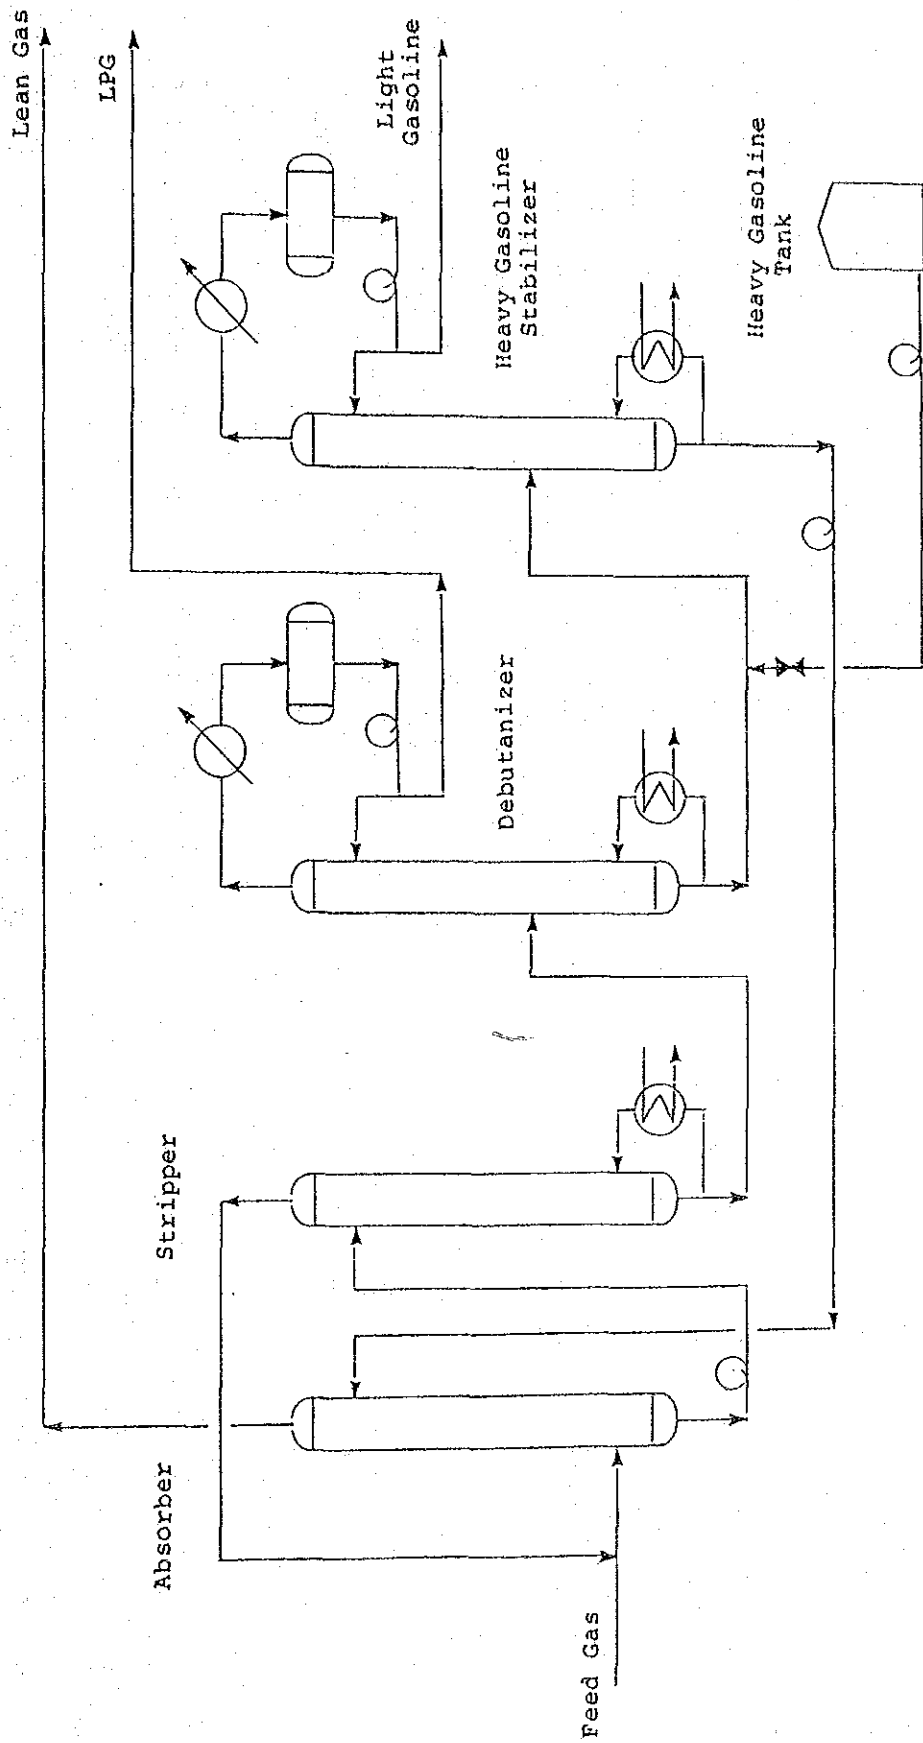 Lean Gas
LPG
Light
Gasoline
Absorber
Stripper
Debutanizer
Heavy Gasoline
Stabilizer
Feed Gas
Heavy Gasoline
Tank